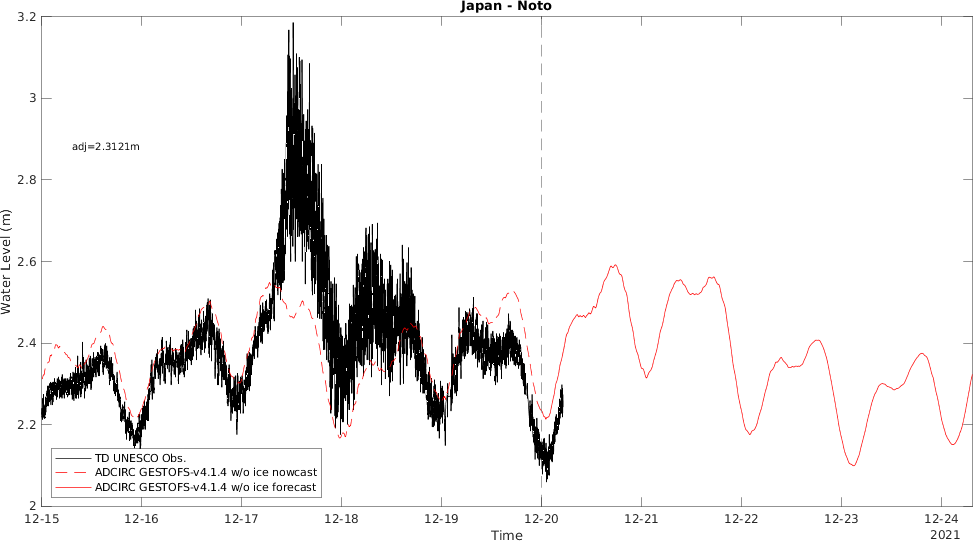 Japan - Noto
3.2
3
2.8
2.6
2.4
2.2
2
Water Level (m)
adj=2.3121m
TD UNESCO Obs.
ADCIRC GESTOFS-v4.1.4 w/o ice nowcast
ADCIRC GESTOFS-v4.1.4 w/o ice forecast
12-15 12-16 12-17 12-18 12-19 12-20 12-21 12-22 12-23 12-24
Time
2021